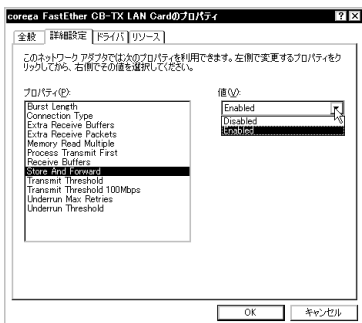 corega FastEther CB-TX LAN Cardのプロパティ
全般 詳細設定 ドライバ リソース
このネットワーク アダプタでは次のプロパティを利用できます。左側で変更するプロパティをク
リックしてから、右側でその値を選択してください。
プロパティ(P):
Burst Length
Connection Type
Extra Receive Buffers
Extra Receive Packets
Memory Read Multiple
Process Transmit First
Receive Buffers
Store And Forward
Transmit Threshold
Transmit Threshold 100Mbps
Underrun Max Retries
Underrun Threshold
値(V):
Enabled
Disabled
Enabled
OK キャンセル